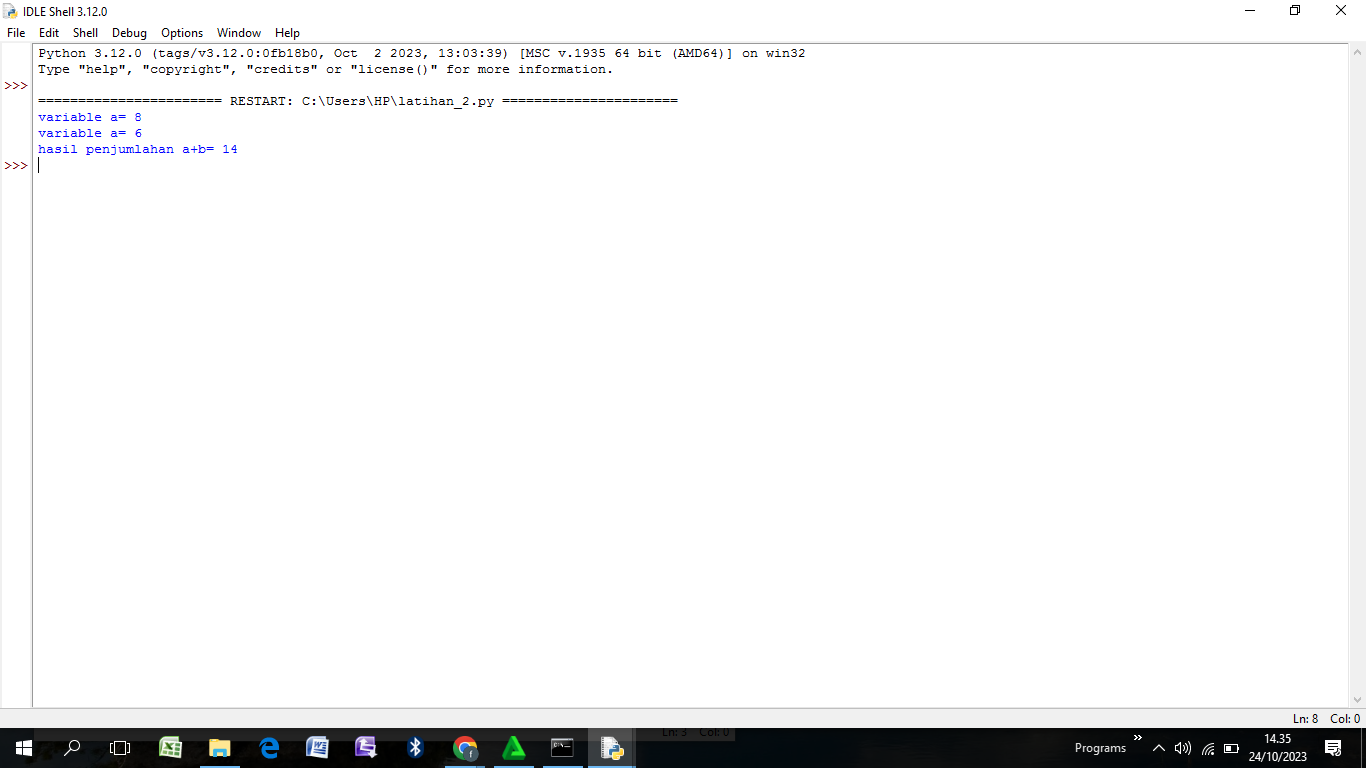 IDLE Shell 3.12.0
File Edit Shell Debug Options Window Help
Python 3.12.0 (tags/v3.12.0:0fb18b0, Oct  2 2023, 13:03:39) [MSC v.1935 64 bit (AMD64)] on win32
Type "help", "copyright", "credits" or "license()" for more information.
>>>
======================= RESTART: C:\Users\HP\latihan_2.py ======================
variable a= 8
variable a= 6
hasil penjumlahan a+b= 14
>>>
Ln: 8 Col: 0
Ln: 3 Col: 0
Programs
14.35
24/10/2023